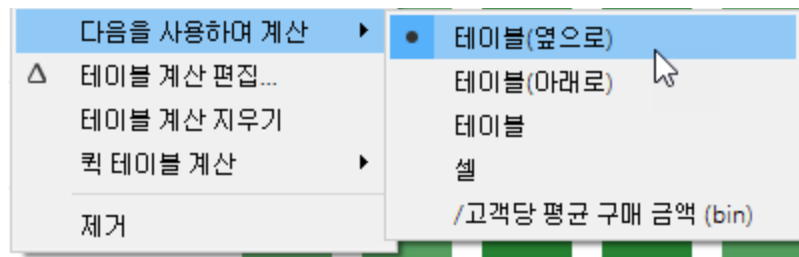 다음을 사용하여 계산
테이블 계산 편집...
테이블 계산 지우기
퀵 테이블 계산
제거
테이블(옆으로)
테이블(아래로)
테이블
셀
/고객당 평균 구매 금액 (bin)